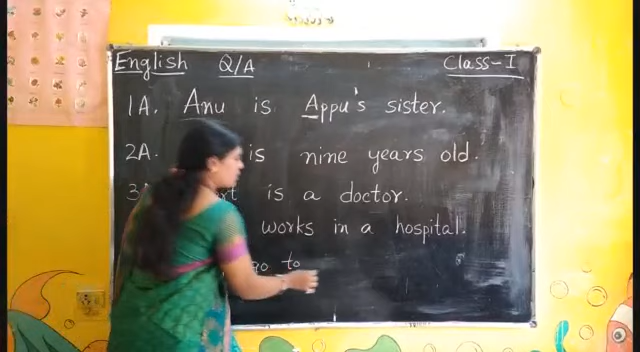 English Q/A Class-I
1A. Anu is Appu's sister.
2A. is nine years old.
is a doctor.
works in a hospital.
go to